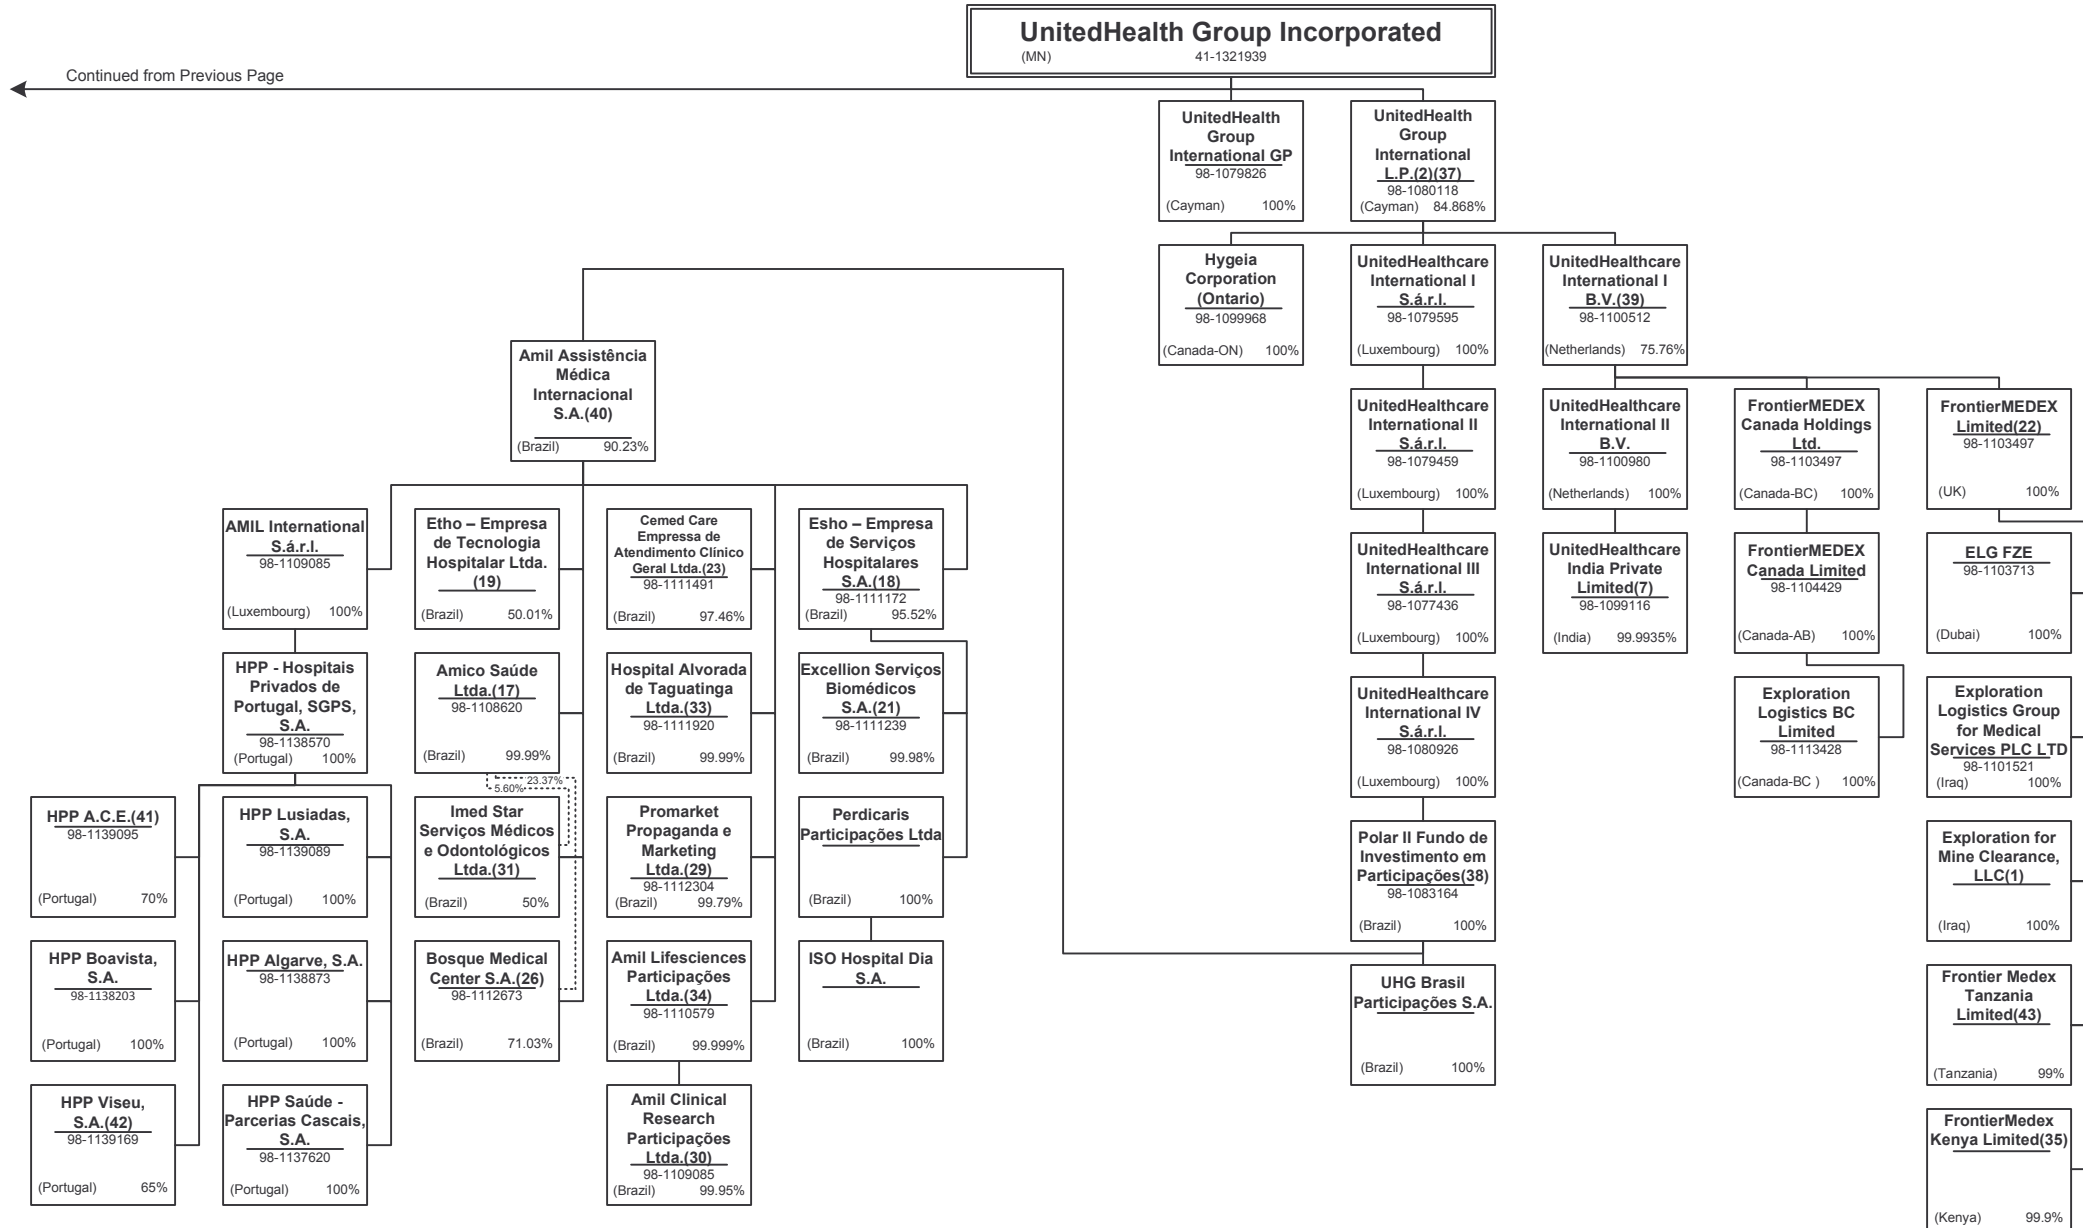 UnitedHealth Group Incorporated
(MN) 41-1321939
Continued from Previous Page
UnitedHealth
Group
International GP
98-1079826
(Cayman) 100%
UnitedHealth
Group
International
L.P.(2)(37)
98-1080118
(Cayman) 84.868%
Hygeia
Corporation
(Ontario)
98-1099968
(Canada-ON) 100%
UnitedHealthcare
International I
S.á.r.l.
98-1079595
(Luxembourg) 100%
UnitedHealthcare
International I
B.V.(39)
98-1100512
(Netherlands) 75.76%
Amil Assistência
Médica
Internacional
S.A.(40)
(Brazil) 90.23%
UnitedHealthcare
International II
S.á.r.l.
98-1079459
(Luxembourg) 100%
UnitedHealthcare
International II
B.V.
98-1100980
(Netherlands) 100%
FrontierMEDEX
Canada Holdings
Ltd.
98-1103497
(Canada-BC) 100%
FrontierMEDEX
Limited(22)
98-1103497
(UK) 100%
AMIL International
S.á.r.l.
98-1109085
(Luxembourg) 100%
Etho – Empresa
de Tecnologia
Hospitalar Ltda.
(19)
(Brazil) 50.01%
Cemed Care
Empressa de
Atendimento Clínico
Geral Ltda.(23)
98-1111491
(Brazil) 97.46%
Esho – Empresa
de Serviços
Hospitalares
S.A.(18)
98-1111172
(Brazil) 95.52%
UnitedHealthcare
International III
S.á.r.l.
98-1077436
(Luxembourg) 100%
UnitedHealthcare
India Private
Limited(7)
98-1099116
(India) 99.9935%
FrontierMEDEX
Canada Limited
98-1104429
(Canada-AB) 100%
ELG FZE
98-1103713
(Dubai) 100%
HPP - Hospitais
Privados de
Portugal, SGPS,
S.A.
98-1138570
(Portugal) 100%
Amico Saúde
Ltda.(17)
98-1108620
(Brazil) 99.99%
Hospital Alvorada
de Taguatinga
Ltda.(33)
98-1111920
(Brazil) 99.99%
Excellion Serviços
Biomédicos
S.A.(21)
98-1111239
(Brazil) 99.98%
UnitedHealthcare
International IV
S.á.r.l.
98-1080926
(Luxembourg) 100%
Exploration
Logistics BC
Limited
98-1113428
(Canada-BC ) 100%
Exploration
Logistics Group
for Medical
Services PLC LTD
98-1101521
(Iraq) 100%
23.37%
5.60%
HPP A.C.E.(41)
98-1139095
(Portugal) 70%
HPP Lusiadas,
S.A.
98-1139089
(Portugal) 100%
Imed Star
Serviços Médicos
e Odontológicos
Ltda.(31)
(Brazil) 50%
Promarket
Propaganda e
Marketing
Ltda.(29)
98-1112304
(Brazil) 99.79%
Perdicaris
Participações Ltda
(Brazil) 100%
Polar II Fundo de
Investimento em
Participações(38)
98-1083164
(Brazil) 100%
Exploration for
Mine Clearance,
LLC(1)
(Iraq) 100%
HPP Boavista,
S.A.
98-1138203
(Portugal) 100%
HPP Algarve, S.A.
98-1138873
(Portugal) 100%
Bosque Medical
Center S.A.(26)
98-1112673
(Brazil) 71.03%
Amil Lifesciences
Participações
Ltda.(34)
98-1110579
(Brazil) 99.999%
ISO Hospital Dia
S.A.
(Brazil) 100%
UHG Brasil
Participações S.A.
(Brazil) 100%
Frontier Medex
Tanzania
Limited(43)
(Tanzania) 99%
HPP Viseu,
S.A.(42)
98-1139169
(Portugal) 65%
HPP Saúde -
Parcerias Cascais,
S.A.
98-1137620
(Portugal) 100%
Amil Clinical
Research
Participações
Ltda.(30)
98-1109085
(Brazil) 99.95%
FrontierMedex
Kenya Limited(35)
(Kenya) 99.9%